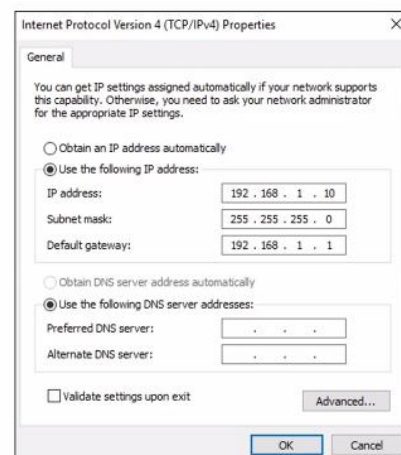 Internet Protocol Version 4 (TCP/IPv4) Properties
General
You can get IP settings assigned automatically if your network supports
this capability. Otherwise, you need to ask your network administrator
for the appropriate IP settings.
Obtain an IP address automatically
Use the following IP address:
IP address: 192 . 168 . 1 . 10
Subnet mask: 255 . 255 . 255 . 0
Default gateway: 192 . 168 . 1 . 1
Obtain DNS server address automatically
Use the following DNS server addresses:
Preferred DNS server: . . .
Alternate DNS server: . . .
Validate settings upon exit
Advanced...
OK Cancel